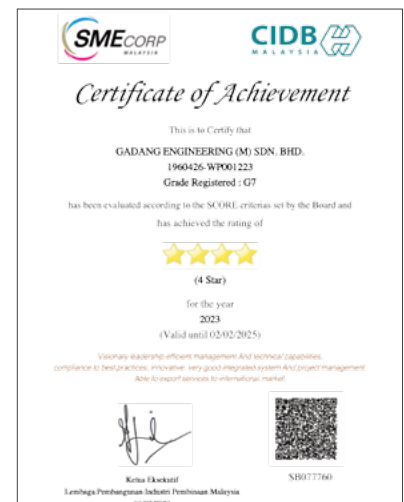 SMECORP
MALAYSIA
CIDB
MALAYSIA
Certificate of Achievement
This is to Certify that
GADANG ENGINEERING (M) SDN. BHD.
1960426-WP001223
Grade Registered : G7
has been evaluated according to the SCORE criterias set by the Board and
has achieved the rating of
(4 Star)
for the year
2023
(Valid until 02/02/2025)
Visionary leadership efficient management And technical capabilities,
compliance to best practices, innovative, very good integrated system And project management.
Able to export services to international market.
SB077760
Ketua Eksekutif
Lembaga Pembangunan Industri Pembinaan Malaysia